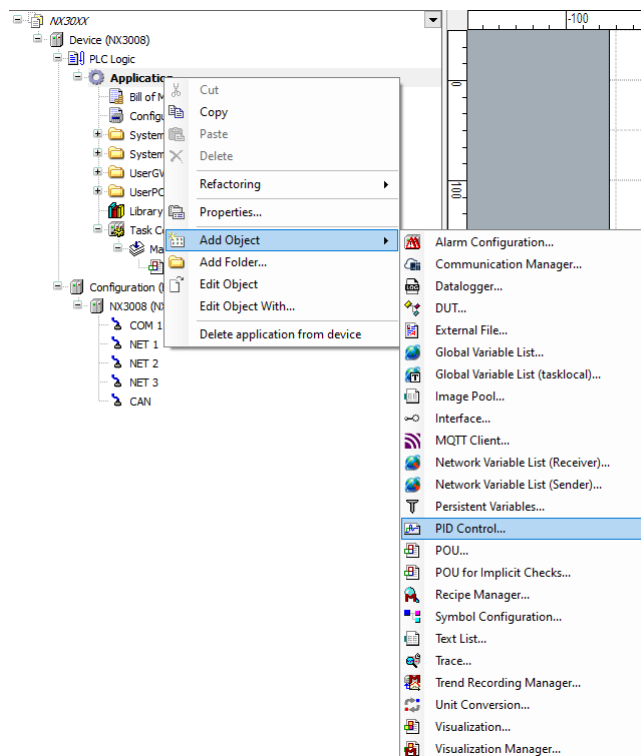 NX30XX
Device (NX3008)
PLC Logic
Application
Bill of M
Configu
System
System
UserGV
UserPC
Library
Task Co
Ma
Configuration (
NX3008 (N
COM 1
NET 1
NET 2
NET 3
CAN
Cut
Copy
Paste
Delete
Refactoring
Properties...
Add Object
Add Folder...
Edit Object
Edit Object With...
Delete application from device
Alarm Configuration...
Communication Manager...
Datalogger...
DUT...
External File...
Global Variable List...
Global Variable List (tasklocal)...
Image Pool...
Interface...
MQTT Client...
Network Variable List (Receiver)...
Network Variable List (Sender)...
Persistent Variables...
PID Control...
POU...
POU for Implicit Checks...
Recipe Manager...
Symbol Configuration...
Text List...
Trace...
Trend Recording Manager...
Unit Conversion...
Visualization...
Visualization Manager...
-100
0
100